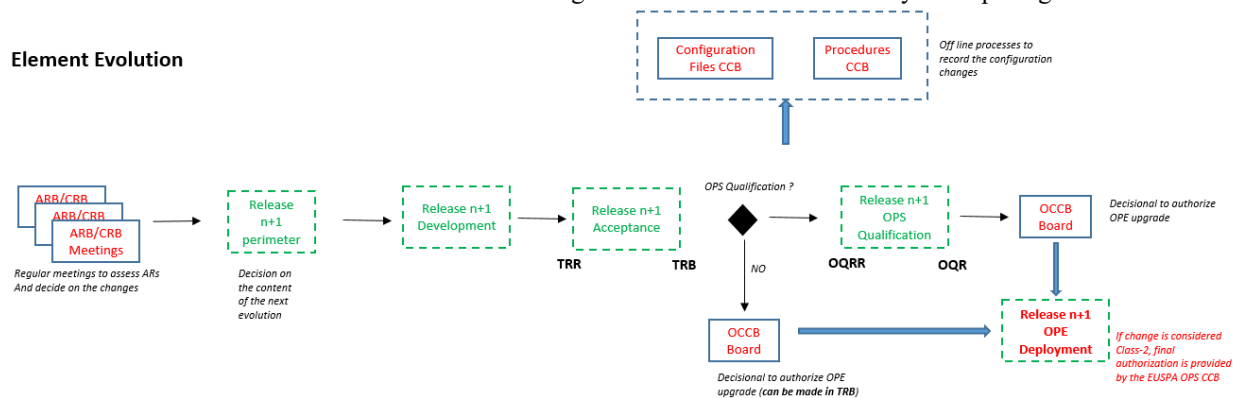 Element Evolution
Configuration
Files CCB
Procedures
CCB
Off line processes to
record the configuration
changes
ARB/CRB
ARB/CRB
ARB/CRB
Meetings
Regular meetings to assess ARs
And decide on the changes
Release
n+1
perimeter
Decision on
the content
of the next
evolution
Release n+1
Development
Release n+1
Acceptance
TRR
TRB
OPS Qualification ?
NO
Release n+1
OPS
Qualification
OQRR
OQR
OCCB
Board
Decisional to authorize
OPE upgrade
OCCB
Board
Decisional to authorize OPE
upgrade (can be made in TRB)
Release n+1
OPE
Deployment
If change is considered
Class-2, final
authorization is provided
by the EUSPA OPS CCB